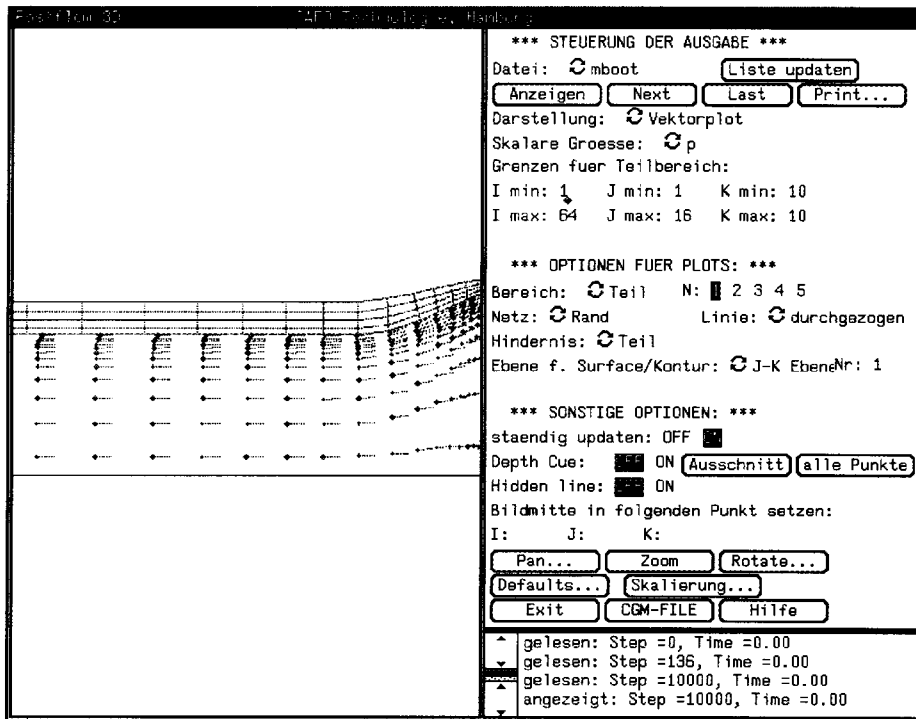 Postflow 3D
*** STEUERUNG DER AUSGABE ***
Datei: mboot Liste updaten
Anzeigen Next Last Print...
Darstellung: Vektorplot
Skalare Groesse: p
Grenzen fuer Teilbereich:
I min: 1 J min: 1 K min: 10
I max: 64 J max: 16 K max: 10
*** OPTIONEN FUER PLOTS: ***
Bereich: Teil N: 1 2 3 4 5
Netz: Rand Linie: durchgezogen
Hindernis: Teil
Ebene f. Surface/Kontur: J-K Ebene Nr: 1
*** SONSTIGE OPTIONEN: ***
staendig updaten: OFF
Depth Cue: ON Ausschnitt alle Punkte
Hidden line: ON
Bildmitte in folgenden Punkt setzen:
I: J: K:
Pan... Zoom Rotate...
Defaults... Skalierung...
Exit CGM-FILE Hilfe
gelesen: Step =0, Time =0.00
gelesen: Step =136, Time =0.00
gelesen: Step =10000, Time =0.00
angezeigt: Step =10000, Time =0.00